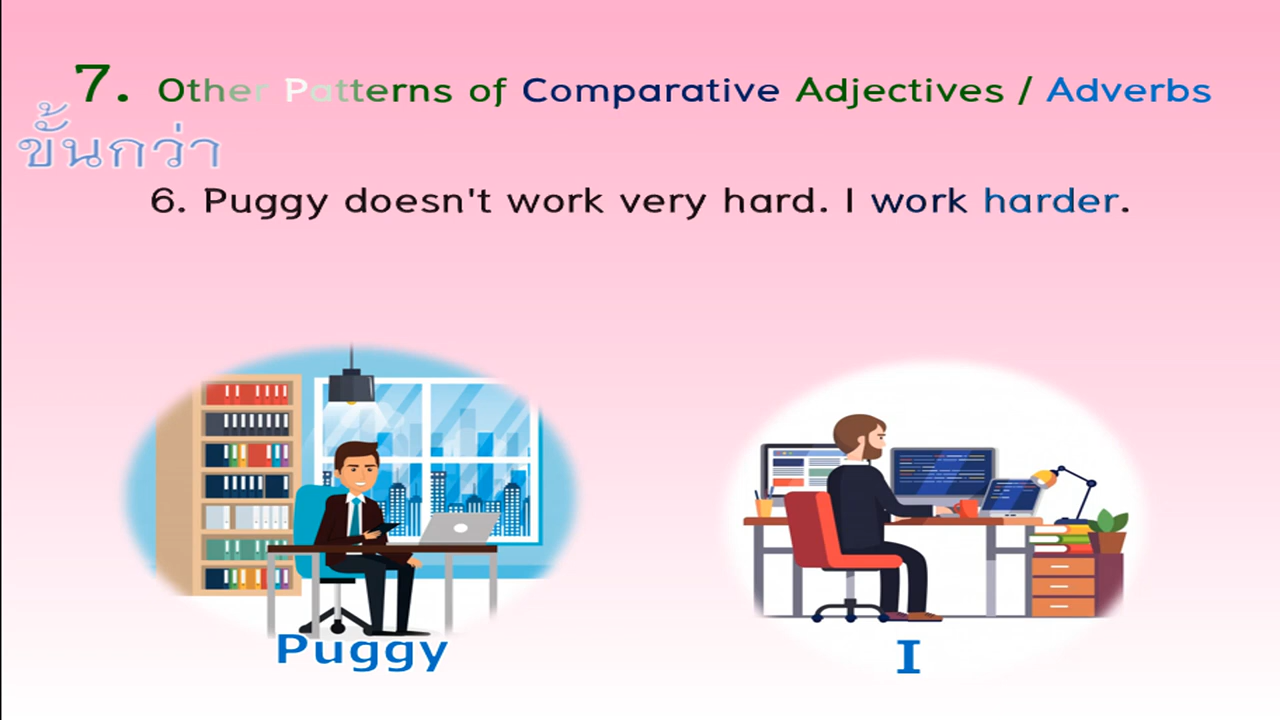 7. Other Patterns of Comparative Adjectives / Adverbs
ขั้นกว่า
6. Puggy doesn't work very hard. I work harder.
Puggy
I